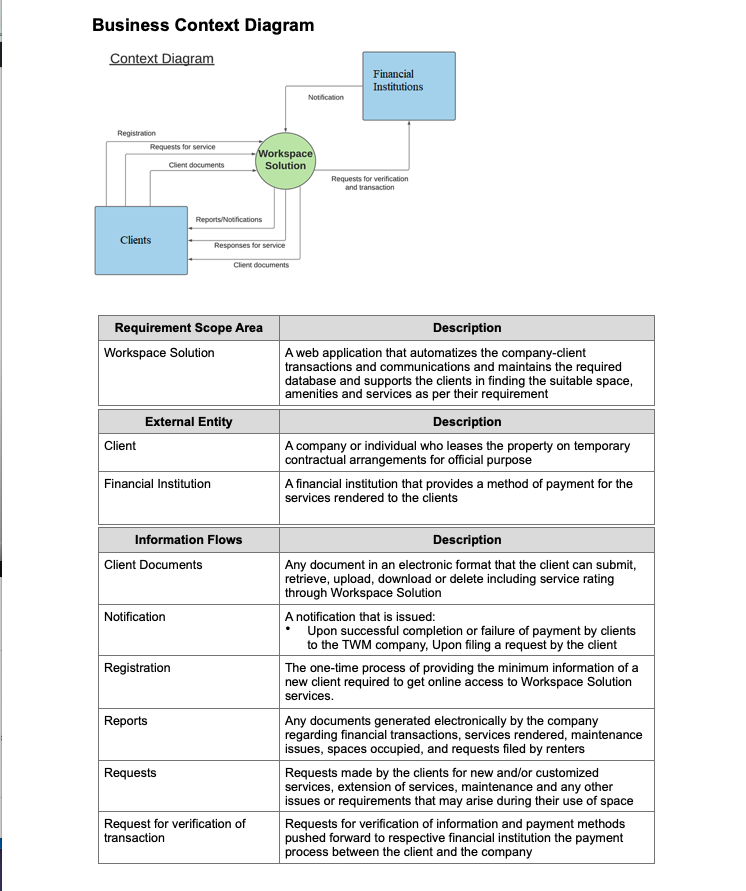 Business Context Diagram
Context Diagram
Financial
Institutions
Notification
Registration
Requests for service
Client documents
Workspace
Solution
Requests for verification
and transaction
Clients
Reports/Notifications
Responses for service
Client documents
Requirement Scope Area
Description
Workspace Solution
A web application that automatizes the company-client
transactions and communications and maintains the required
database and supports the clients in finding the suitable space,
amenities and services as per their requirement
External Entity
Description
Client
A company or individual who leases the property on temporary
contractual arrangements for official purpose
Financial Institution
A financial institution that provides a method of payment for the
services rendered to the clients
Information Flows
Description
Client Documents
Any document in an electronic format that the client can submit,
retrieve, upload, download or delete including service rating
through Workspace Solution
Notification
A notification that is issued:
• Upon successful completion or failure of payment by clients
to the TWM company, Upon filing a request by the client
Registration
The one-time process of providing the minimum information of a
new client required to get online access to Workspace Solution
services.
Reports
Any documents generated electronically by the company
regarding financial transactions, services rendered, maintenance
issues, spaces occupied, and requests filed by renters
Requests
Requests made by the clients for new and/or customized
services, extension of services, maintenance and any other
issues or requirements that may arise during their use of space
Request for verification of
transaction
Requests for verification of information and payment methods
pushed forward to respective financial institution the payment
process between the client and the company